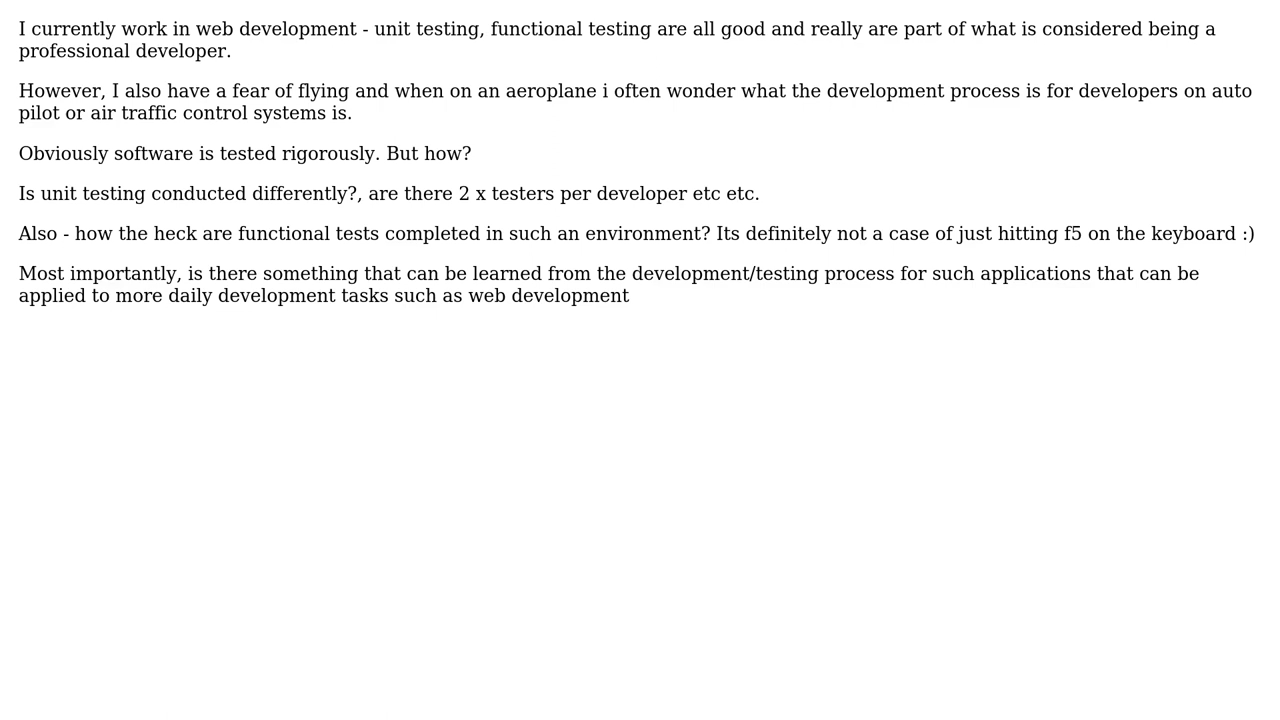 I currently work in web development - unit testing, functional testing are all good and really are part of what is considered being a
professional developer.
However, I also have a fear of flying and when on an aeroplane i often wonder what the development process is for developers on auto
pilot or air traffic control systems is.
Obviously software is tested rigorously. But how?
Is unit testing conducted differently?, are there 2 x testers per developer etc etc.
Also - how the heck are functional tests completed in such an environment? Its definitely not a case of just hitting f5 on the keyboard :)
Most importantly, is there something that can be learned from the development/testing process for such applications that can be
applied to more daily development tasks such as web development